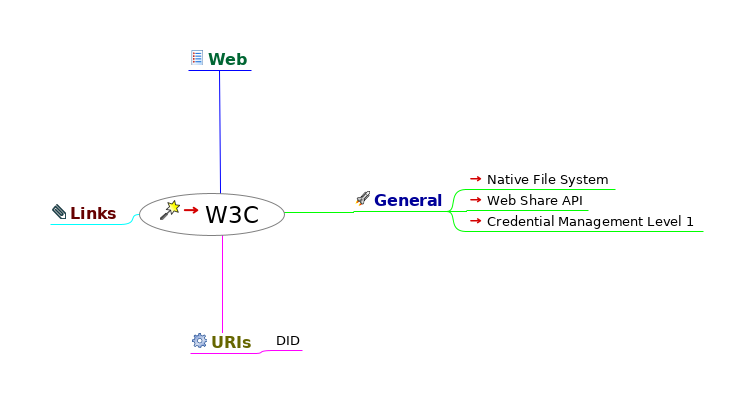 Web
Native File System
General
Web Share API
Links
W3C
Credential Management Level 1
URIs
DID